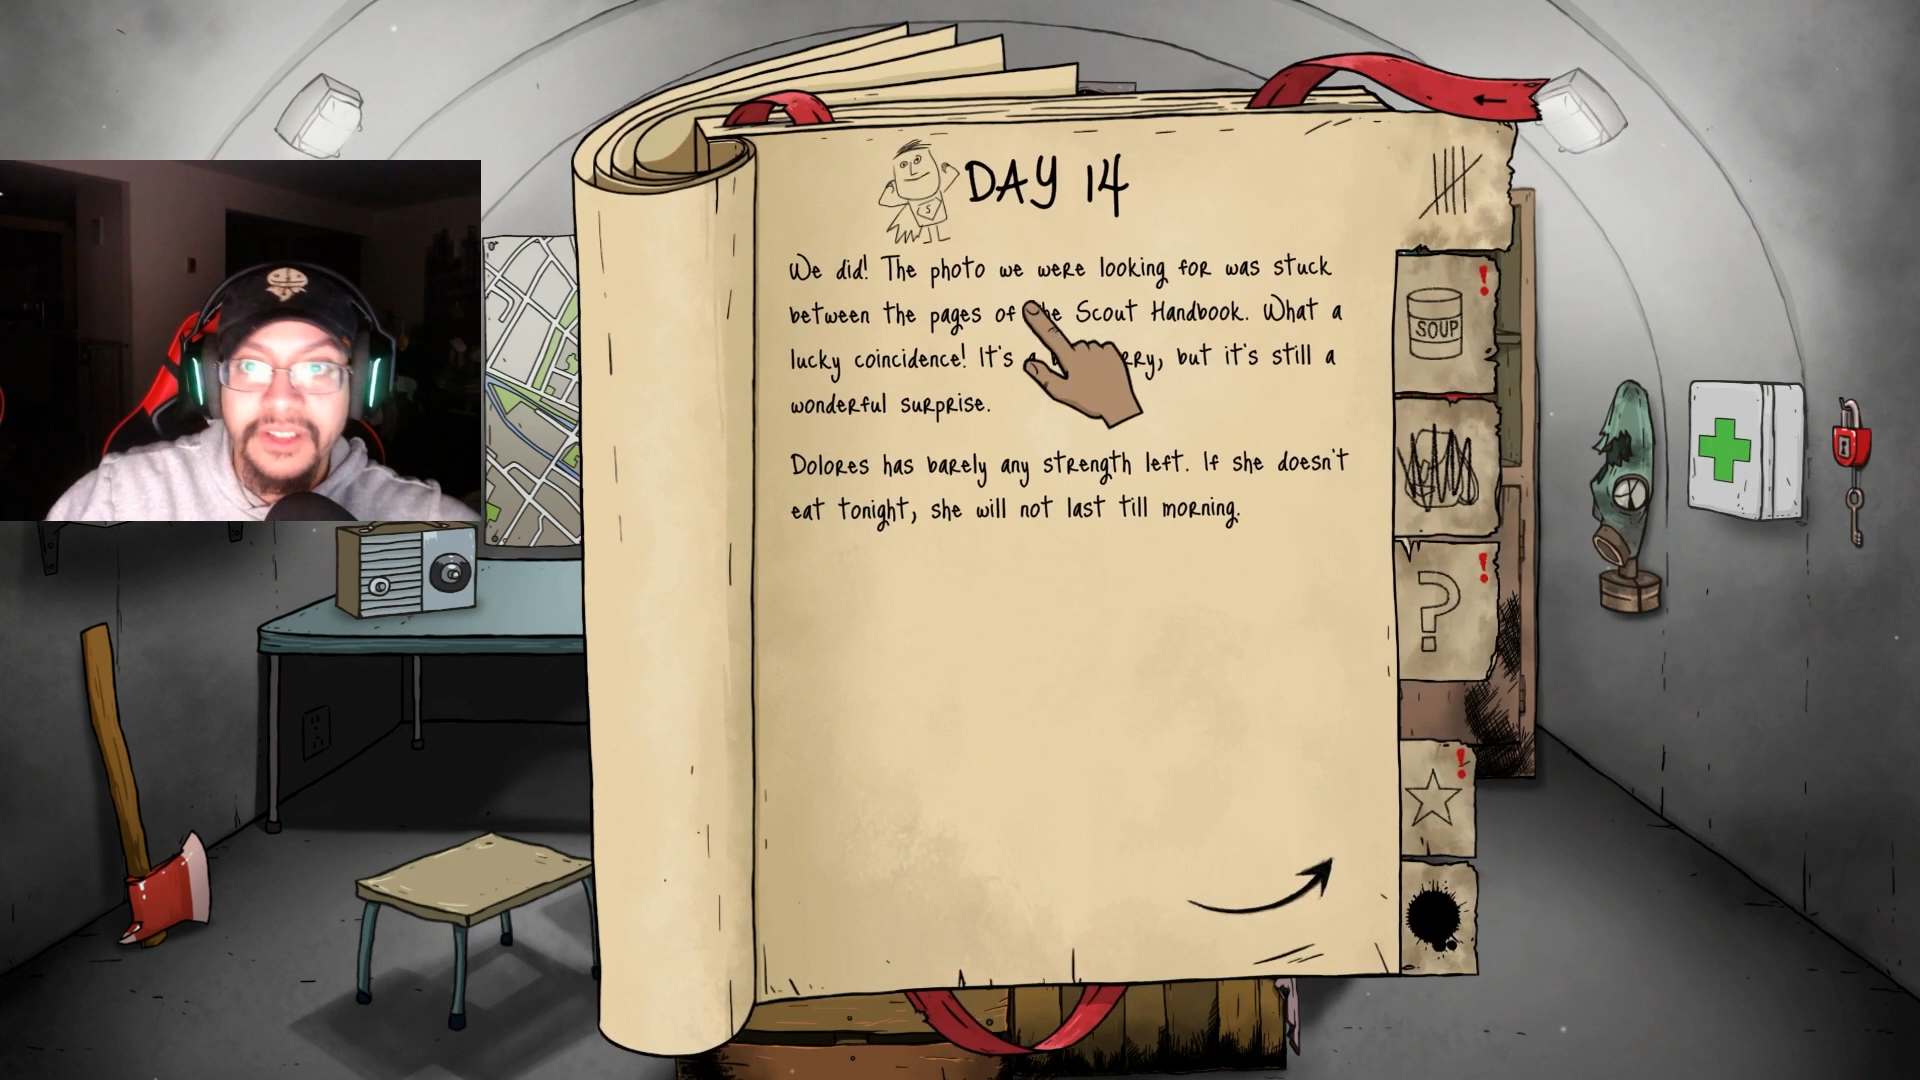 DAY 14
We did! The photo we were looking for was stuck
between the pages of the Scout Handbook. What a
lucky coincidence! It's a but it's still a
wonderful surprise.
Dolores has barely any strength left. If she doesn't
eat tonight, she will not last till morning.
!
SOUP
!
?
!
S